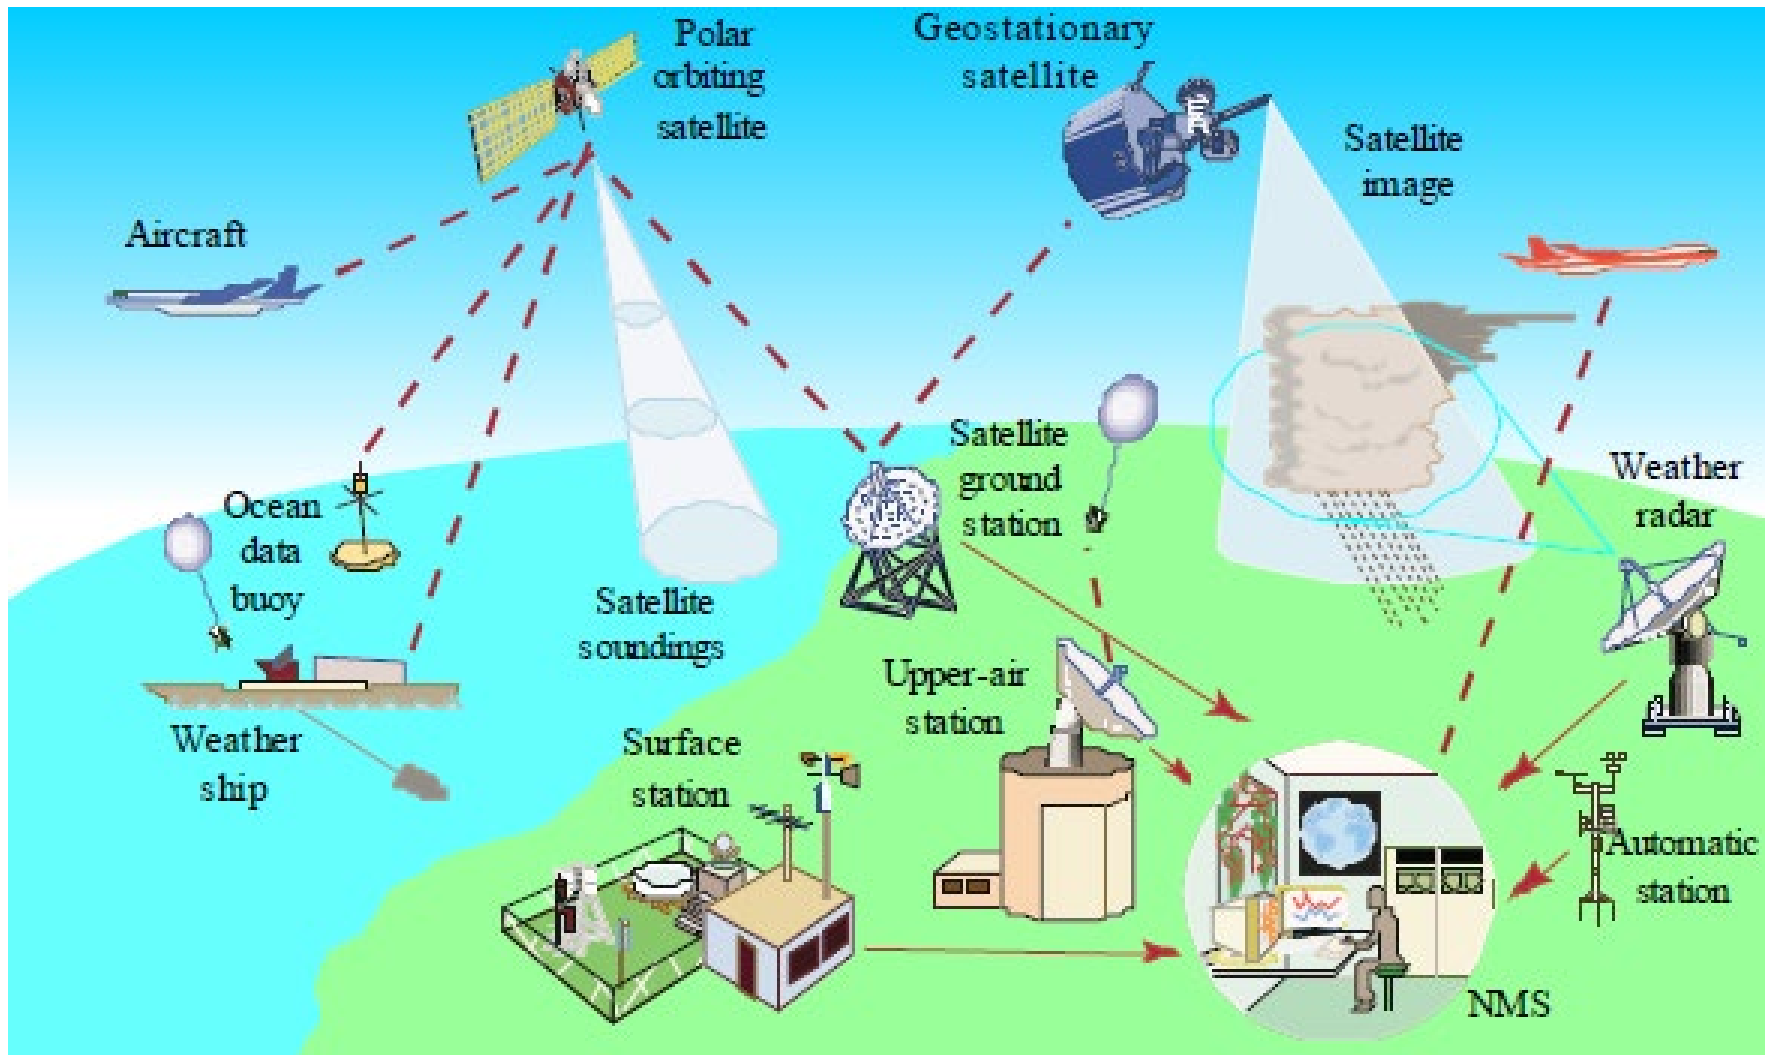 Polar
orbiting
satellite
Geostationary
satellite
Satellite
image
Aircraft
Satellite
ground
station
Weather
radar
Ocean
data
buoy
Satellite
soundings
Upper-air
station
Weather
ship
Surface
station
Automatic
station
NMS